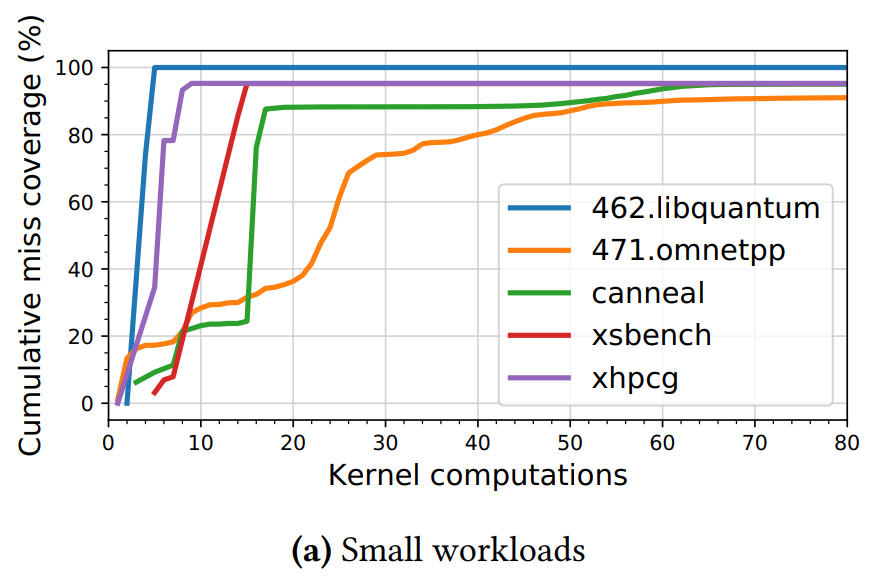 Cumulative miss coverage (%)
100
80
60
40
20
0
462.libquantum
471.omnetpp
canneal
xsbench
xhpcg
0 10 20 30 40 50 60 70 80
Kernel computations
(a) Small workloads